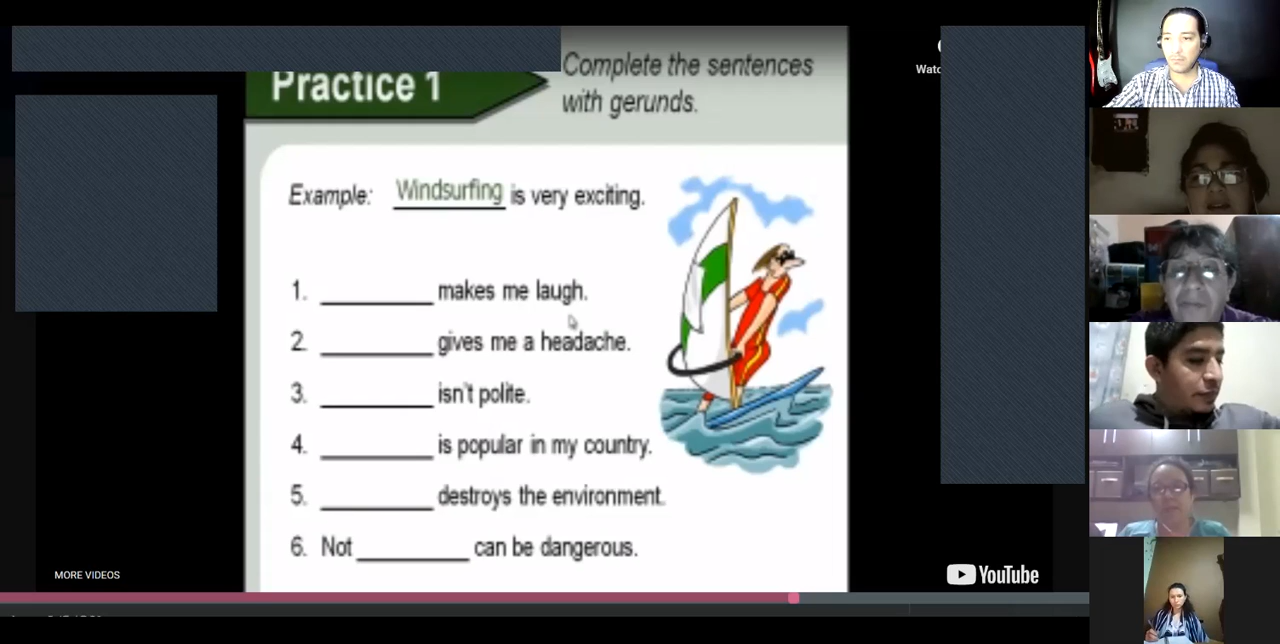 Practice 1
Complete the sentences
with gerunds.
Example: Windsurfing is very exciting.
1. __________ makes me laugh.
2. __________ gives me a headache.
3. __________ isn't polite.
4. __________ is popular in my country.
5. __________ destroys the environment.
6. Not __________ can be dangerous.
MORE VIDEOS
YouTube